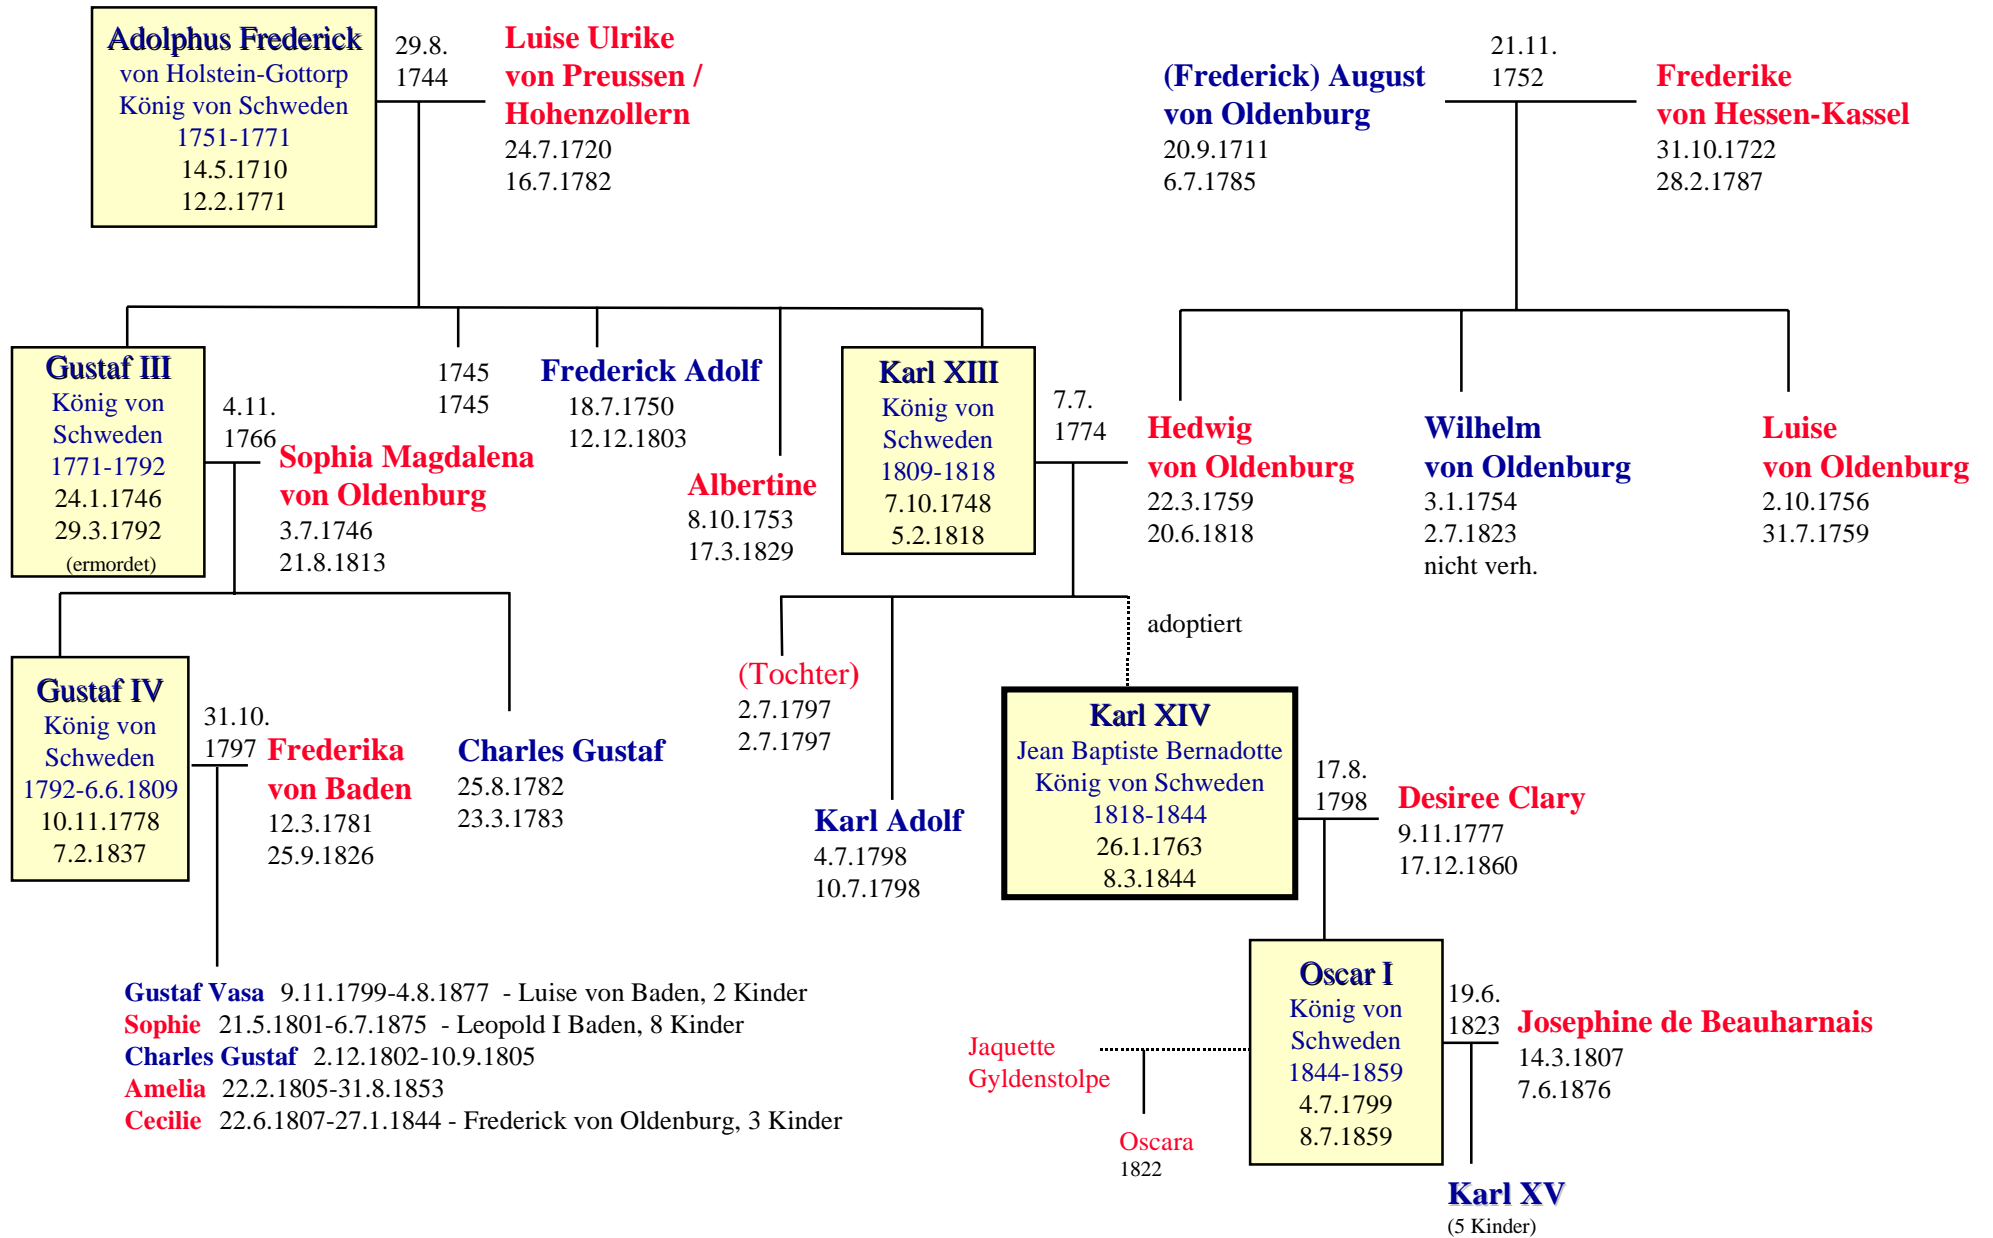 Adolphus Frederick
von Holstein-Gottorp
König von Schweden
1751-1771
14.5.1710
12.2.1771
29.8.
1744
Luise Ulrike
von Preussen /
Hohenzollern
24.7.1720
16.7.1782
(Frederick) August
von Oldenburg
20.9.1711
6.7.1785
21.11.
1752
Frederike
von Hessen-Kassel
31.10.1722
28.2.1787
Gustaf III
König von
Schweden
1771-1792
24.1.1746
29.3.1792
(ermordet)
4.11.
1766
Sophia Magdalena
von Oldenburg
3.7.1746
21.8.1813
1745
1745
Frederick Adolf
18.7.1750
12.12.1803
Albertine
8.10.1753
17.3.1829
Karl XIII
König von
Schweden
1809-1818
7.10.1748
5.2.1818
7.7.
1774
Hedwig
von Oldenburg
22.3.1759
20.6.1818
Wilhelm
von Oldenburg
3.1.1754
2.7.1823
nicht verh.
Luise
von Oldenburg
2.10.1756
31.7.1759
adoptiert
Gustaf IV
König von
Schweden
1792-6.6.1809
10.11.1778
7.2.1837
31.10.
1797
Frederika
von Baden
12.3.1781
25.9.1826
Charles Gustaf
25.8.1782
23.3.1783
(Tochter)
2.7.1797
2.7.1797
Karl Adolf
4.7.1798
10.7.1798
Karl XIV
Jean Baptiste Bernadotte
König von Schweden
1818-1844
26.1.1763
8.3.1844
17.8.
1798
Desiree Clary
9.11.1777
17.12.1860
Gustaf Vasa 9.11.1799-4.8.1877 - Luise von Baden, 2 Kinder
Sophie 21.5.1801-6.7.1875 - Leopold I Baden, 8 Kinder
Charles Gustaf 2.12.1802-10.9.1805
Amelia 22.2.1805-31.8.1853
Cecilie 22.6.1807-27.1.1844 - Frederick von Oldenburg, 3 Kinder
Jaquette
Gyldenstolpe
Oscara
1822
Oscar I
König von
Schweden
1844-1859
4.7.1799
8.7.1859
19.6.
1823
Josephine de Beauharnais
14.3.1807
7.6.1876
Karl XV
(5 Kinder)